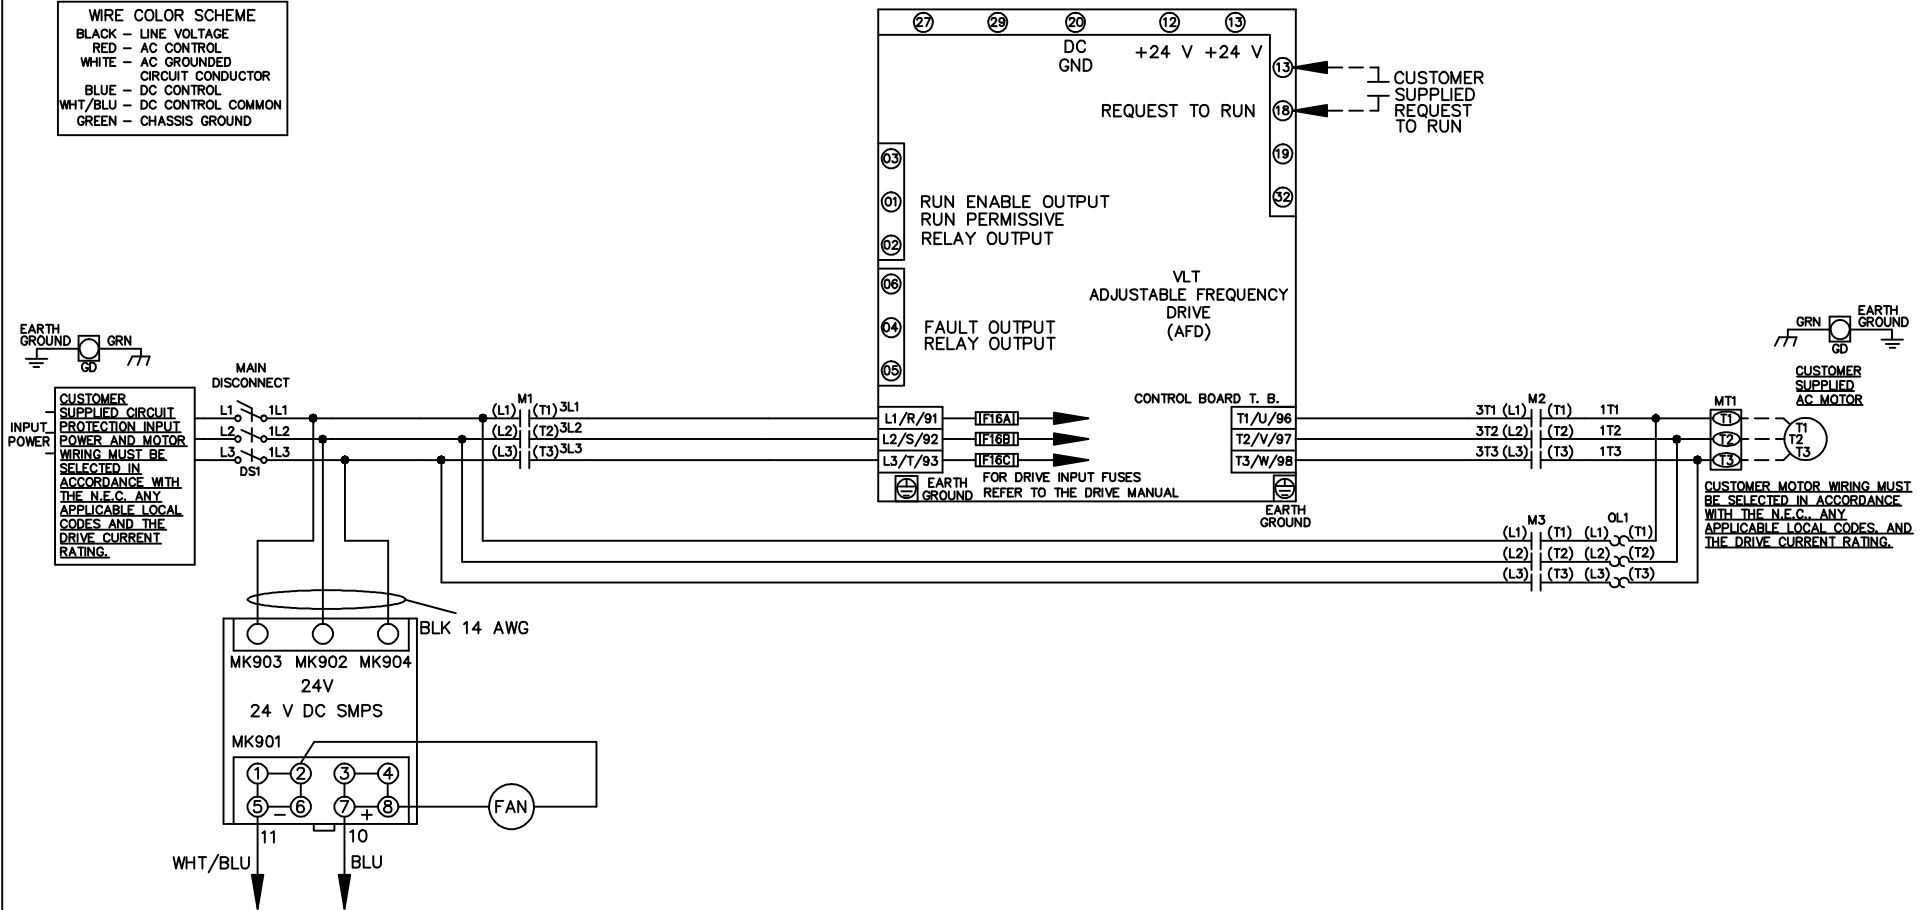 WIRE COLOR SCHEME
BLACK – LINE VOLTAGE
RED – AC CONTROL
WHITE – AC GROUNDED
CIRCUIT CONDUCTOR
BLUE – DC CONTROL
WHT/BLU – DC CONTROL COMMON
GREEN – CHASSIS GROUND
27 29 20 12 13
DC
GND
+24 V +24 V
13
REQUEST TO RUN 18
19
32
CUSTOMER
SUPPLIED
REQUEST
TO RUN
03
01
02
RUN ENABLE OUTPUT
RUN PERMISSIVE
RELAY OUTPUT
06
04
05
FAULT OUTPUT
RELAY OUTPUT
VLT
ADJUSTABLE FREQUENCY
DRIVE
(AFD)
CONTROL BOARD T. B.
L1/R/91 F16A T1/U/96
L2/S/92 F16B T2/V/97
L3/T/93 F16C T3/W/98
EARTH
GROUND
FOR DRIVE INPUT FUSES
REFER TO THE DRIVE MANUAL
EARTH
GROUND
EARTH
GROUND
GRN
GD
INPUT
POWER
CUSTOMER
SUPPLIED CIRCUIT
PROTECTION INPUT
POWER AND MOTOR
WIRING MUST BE
SELECTED IN
ACCORDANCE WITH
THE N.E.C. ANY
APPLICABLE LOCAL
CODES AND THE
DRIVE CURRENT
RATING.
MAIN
DISCONNECT
L1 1L1
L2 1L2
L3 1L3
DS1
M1
(L1) (T1) 3L1
(L2) (T2) 3L2
(L3) (T3) 3L3
M2
3T1 (L1) (T1) 1T1
3T2 (L2) (T2) 1T2
3T3 (L3) (T3) 1T3
MT1
T1
T2
T3
T1
T2
T3
GRN
GD
EARTH
GROUND
CUSTOMER
SUPPLIED
AC MOTOR
CUSTOMER MOTOR WIRING MUST
BE SELECTED IN ACCORDANCE
WITH THE N.E.C., ANY
APPLICABLE LOCAL CODES, AND
THE DRIVE CURRENT RATING.
M3 OL1
(L1) (T1) (L1) (T1)
(L2) (T2) (L2) (T2)
(L3) (T3) (L3) (T3)
BLK 14 AWG
MK903 MK902 MK904
24V
24 V DC SMPS
MK901
1 2 3 4
5 – 6 7 + 8
FAN
11 10
WHT/BLU BLU